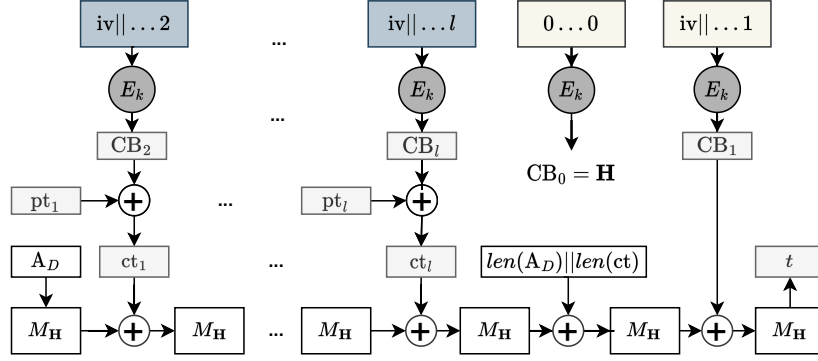 iv||...2 ... iv||...l 0...0 iv||...1
E_k E_k E_k E_k
...
CB_2 CB_l CB_1
CB_0 = H
pt_1 + ... pt_l +
A_D ct_1 ... ct_l len(A_D)||len(ct) t
M_H + M_H ... M_H + M_H + M_H + M_H